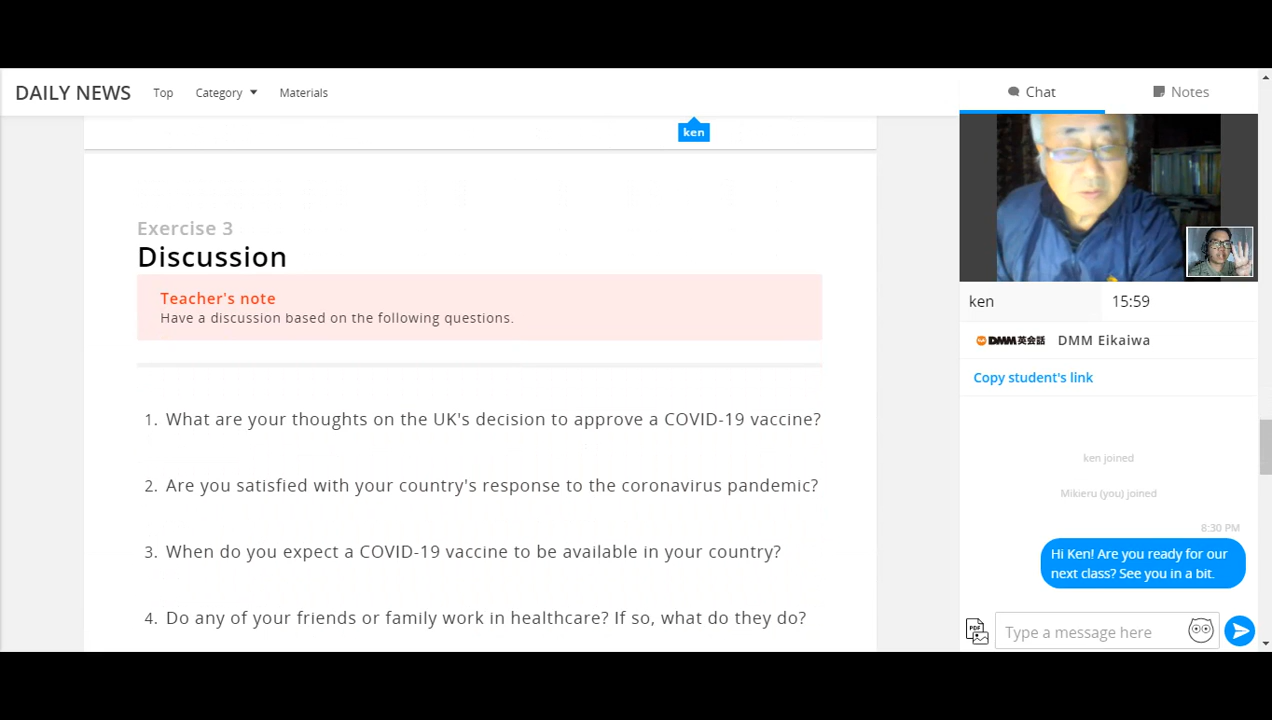 DAILY NEWS
Top
Category
Materials
ken
Exercise 3
Discussion
Teacher's note
Have a discussion based on the following questions.
1. What are your thoughts on the UK's decision to approve a COVID-19 vaccine?
2. Are you satisfied with your country's response to the coronavirus pandemic?
3. When do you expect a COVID-19 vaccine to be available in your country?
4. Do any of your friends or family work in healthcare? If so, what do they do?
Chat
Notes
ken
15:59
DMM英会話
DMM Eikaiwa
Copy student's link
ken joined
Mikieru (you) joined
8:30 PM
Hi Ken! Are you ready for our
next class? See you in a bit.
PDF
Type a message here